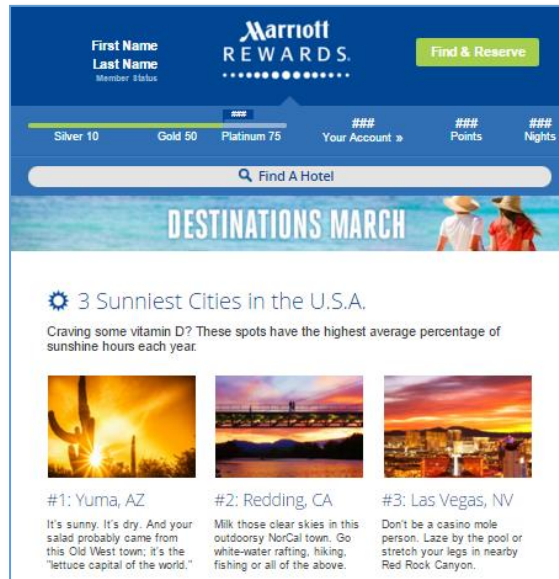 First Name
Last Name
Member Status
Marriott
REWARDS.
Find & Reserve
###
Silver 10
Gold 50
Platinum 75
###
Your Account »
###
Points
###
Nights
Find A Hotel
DESTINATIONS MARCH
3 Sunniest Cities in the U.S.A.
Craving some vitamin D? These spots have the highest average percentage of
sunshine hours each year.
#1: Yuma, AZ
It's sunny. It's dry. And your
salad probably came from
this Old West town; it's the
"lettuce capital of the world."
#2: Redding, CA
Milk those clear skies in this
outdoorsy NorCal town. Go
white-water rafting, hiking,
fishing or all of the above.
#3: Las Vegas, NV
Don't be a casino mole
person. Laze by the pool or
stretch your legs in nearby
Red Rock Canyon.